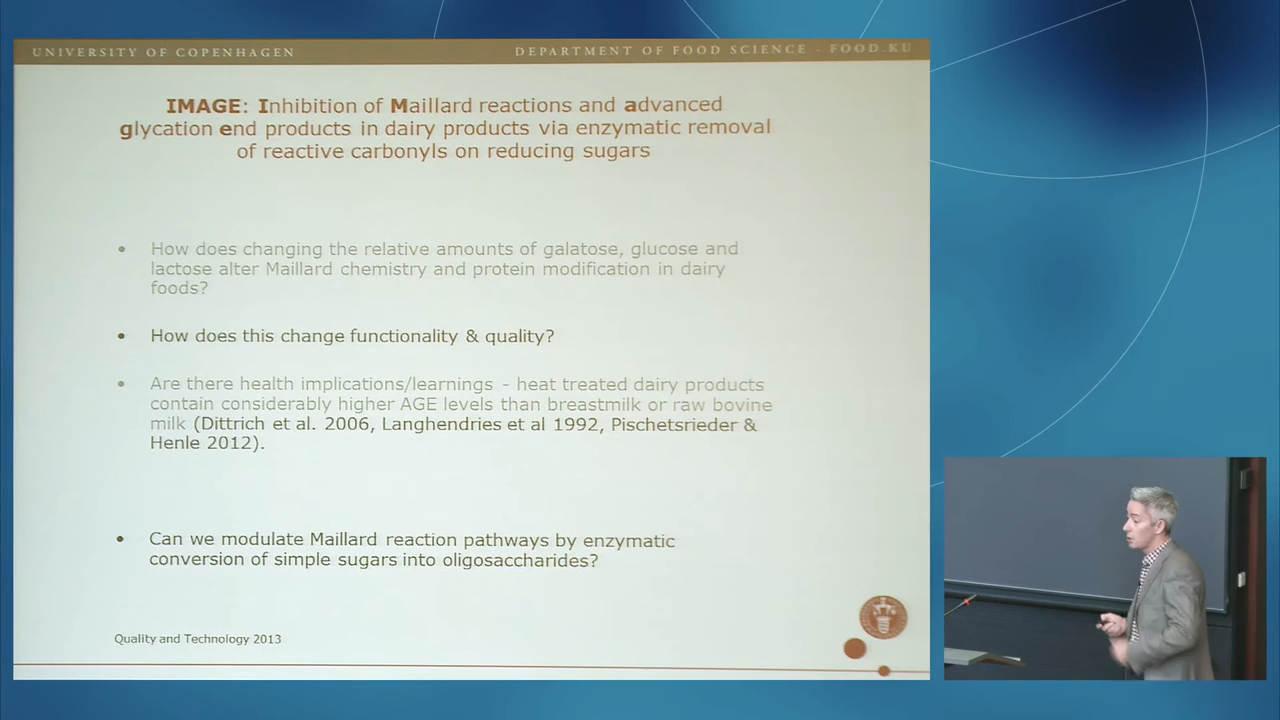 UNIVERSITY OF COPENHAGEN
DEPARTMENT OF FOOD SCIENCE - FOOD.KU
IMAGE: Inhibition of Maillard reactions and advanced
glycation end products in dairy products via enzymatic removal
of reactive carbonyls on reducing sugars
• How does changing the relative amounts of galatose, glucose and
lactose alter Maillard chemistry and protein modification in dairy
foods?
• How does this change functionality & quality?
• Are there health implications/learnings - heat treated dairy products
contain considerably higher AGE levels than breastmilk or raw bovine
milk (Dittrich et al. 2006, Langhendries et al 1992, Pischetsrieder &
Henle 2012).
• Can we modulate Maillard reaction pathways by enzymatic
conversion of simple sugars into oligosaccharides?
Quality and Technology 2013